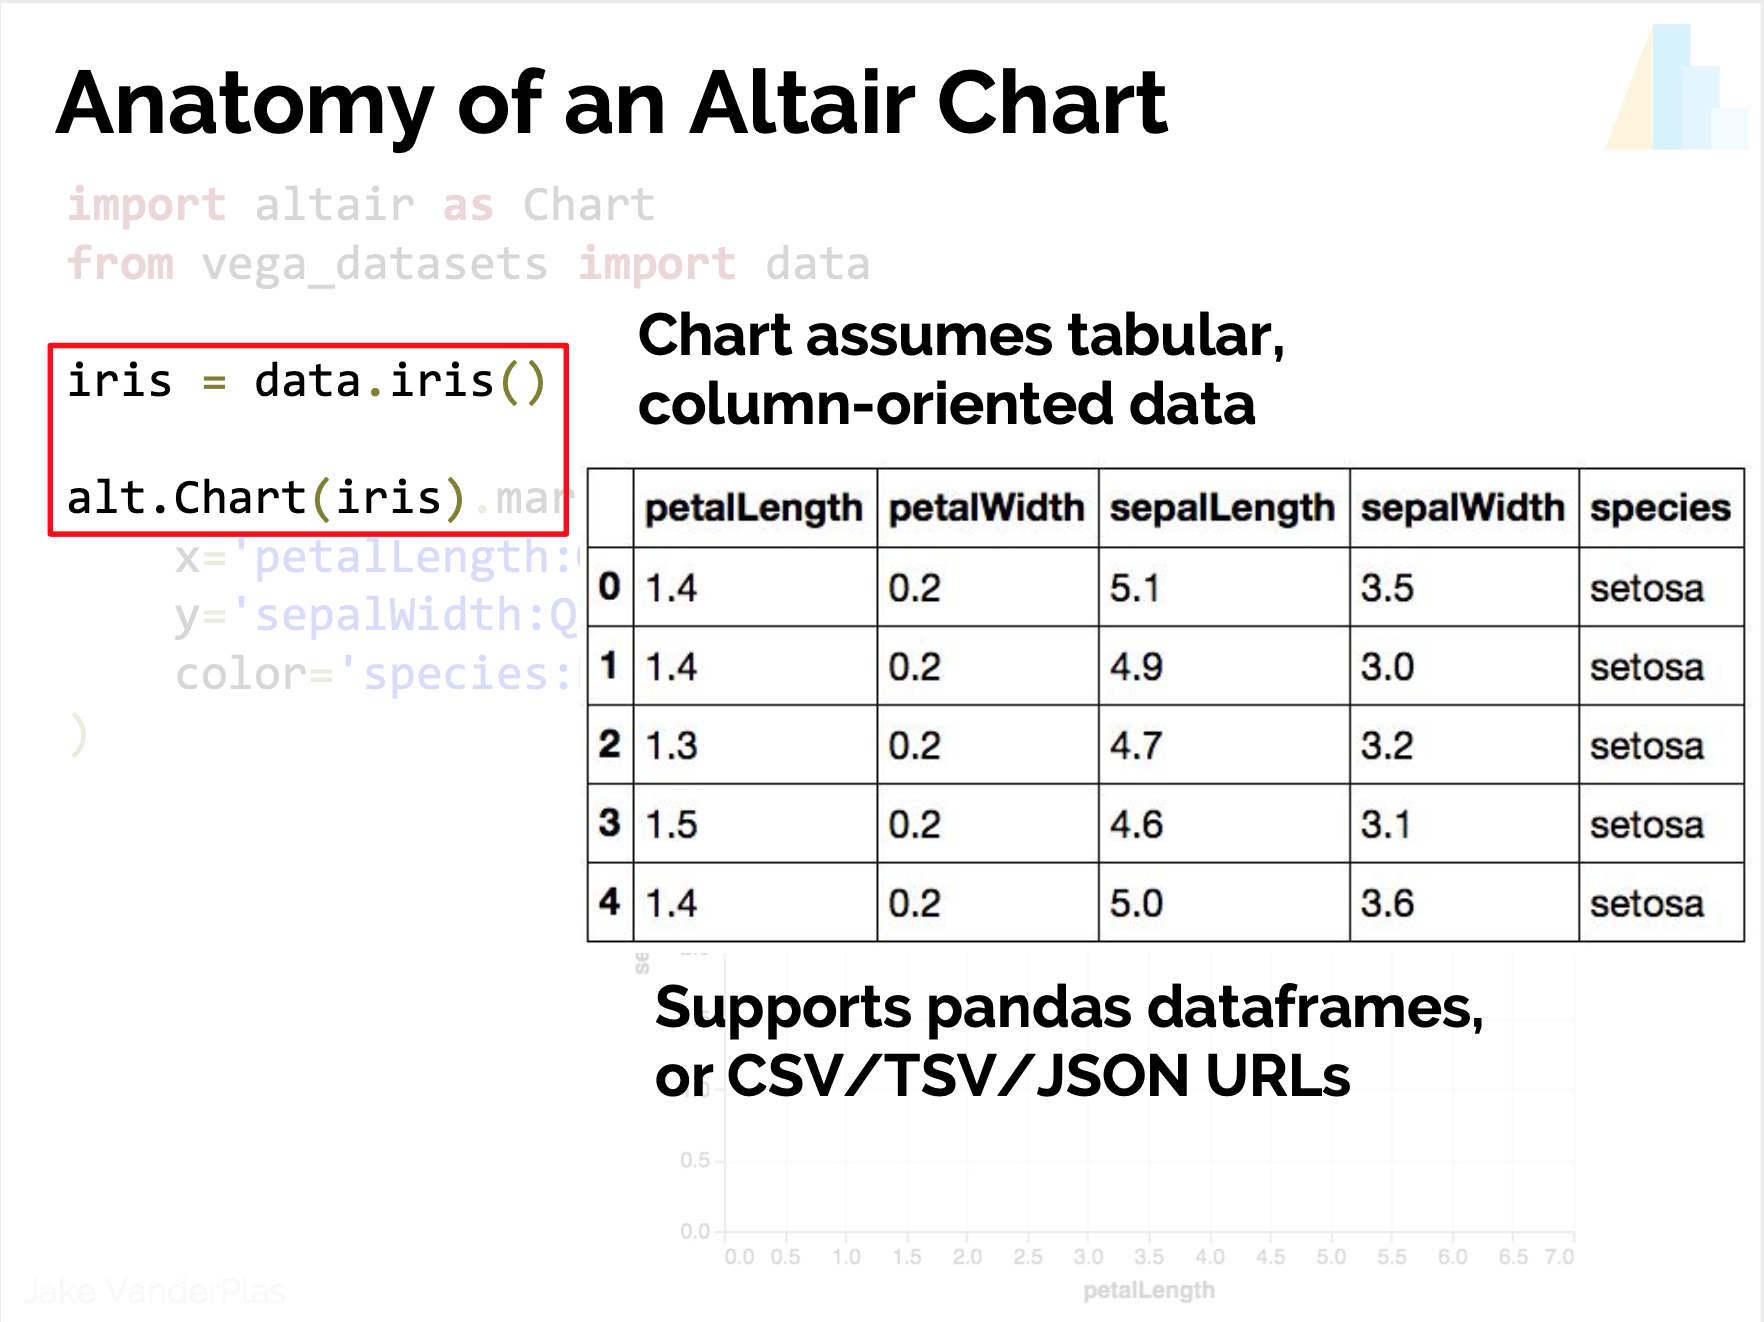 Anatomy of an Altair Chart
import altair as Chart
from vega_datasets import data
iris = data.iris()
alt.Chart(iris).mar
x='petalLength:
y='sepalWidth:Q
color='species:
)
Chart assumes tabular,
column-oriented data
petalLength petalWidth sepalLength sepalWidth species
0 1.4 0.2 5.1 3.5 setosa
1 1.4 0.2 4.9 3.0 setosa
2 1.3 0.2 4.7 3.2 setosa
3 1.5 0.2 4.6 3.1 setosa
4 1.4 0.2 5.0 3.6 setosa
se
Supports pandas dataframes,
or CSV/TSV/JSON URLs
0.5
0.0
0.0 0.5 1.0 1.5 2.0 2.5 3.0 3.5 4.0 4.5 5.0 5.5 6.0 6.5 7.0
petalLength
Jake VanderPlas